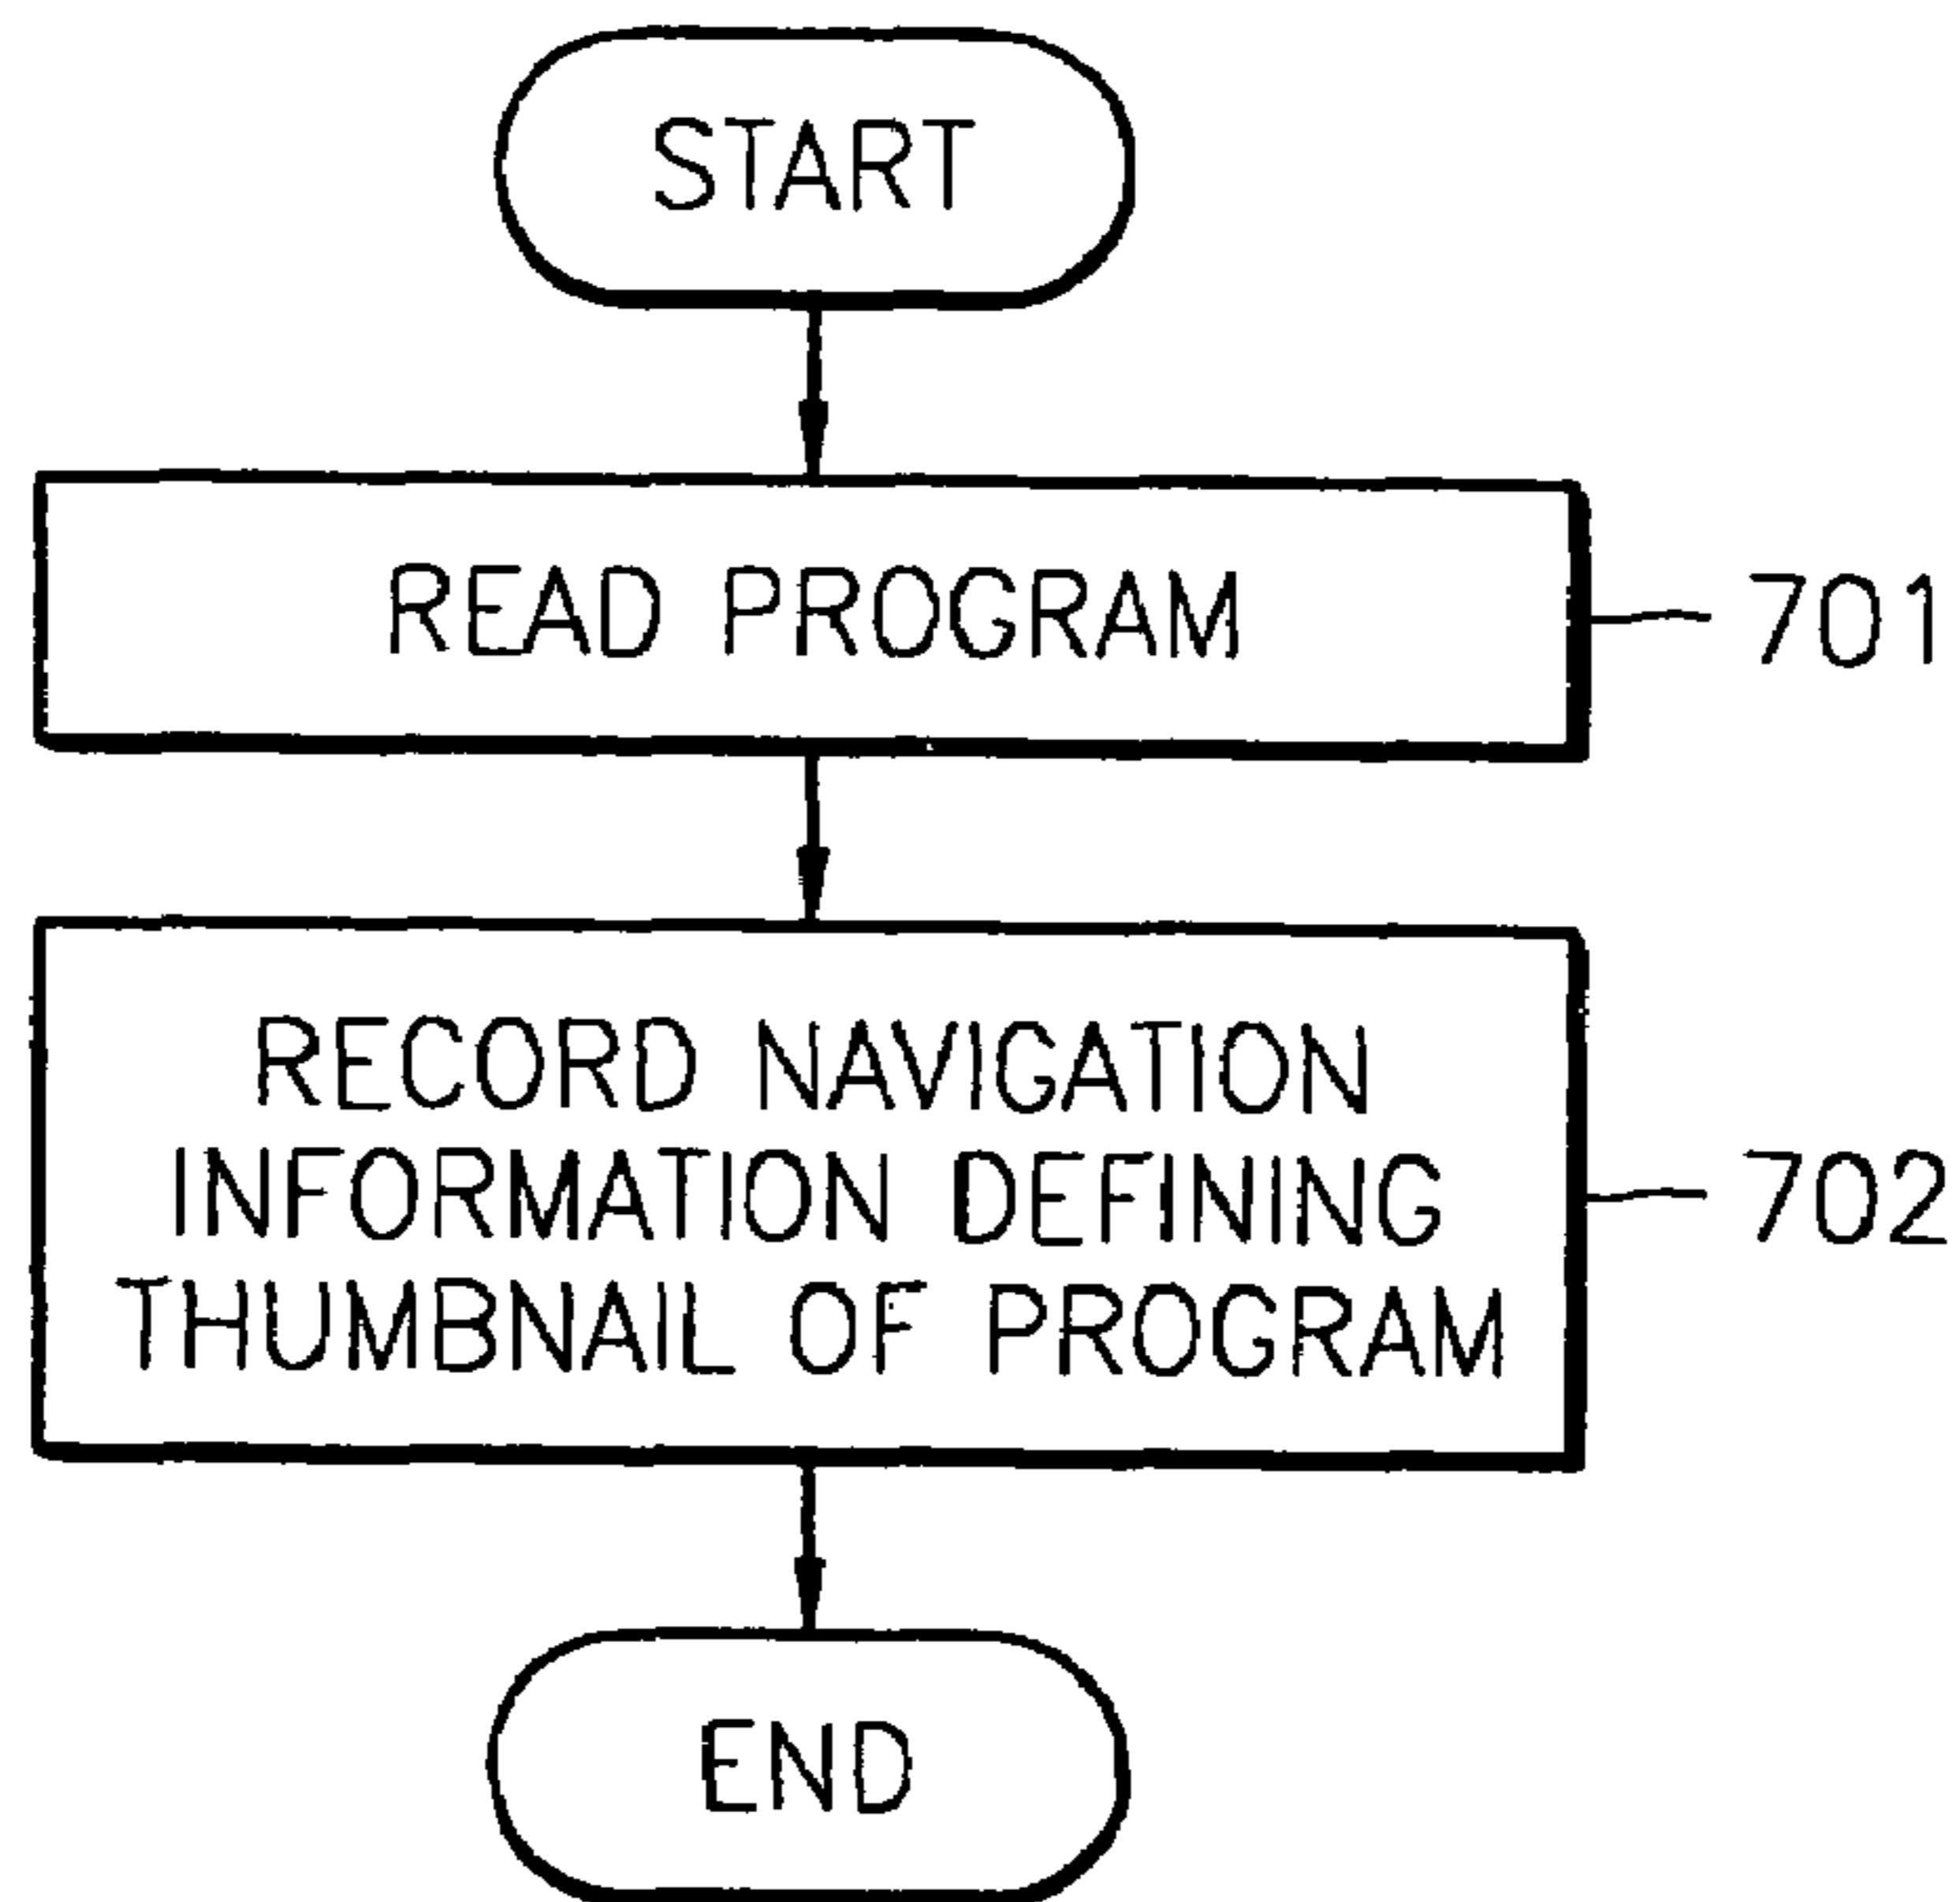 START
READ PROGRAM
701
RECORD NAVIGATION
INFORMATION DEFINING
702
THUMBNAIL OF PROGRAM
END